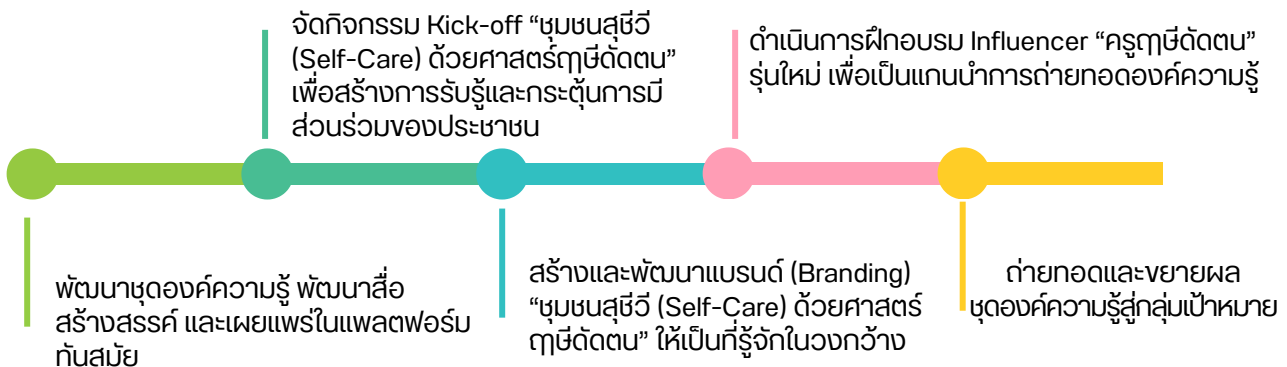 พัฒนาชุดองค์ความรู้ พัฒนาสื่อ
สร้างสรรค์ และเผยแพร่ในแพลตฟอร์ม
ทันสมัย
จัดกิจกรรม Kick-off “ชุมชนสุชีวี
(Self-Care) ด้วยศาสตร์ฤๅษีดัดตน”
เพื่อสร้างการรับรู้และกระตุ้นการมี
ส่วนร่วมของประชาชน
สร้างและพัฒนาแบรนด์ (Branding)
“ชุมชนสุชีวี (Self-Care) ด้วยศาสตร์
ฤๅษีดัดตน” ให้เป็นที่รู้จักในวงกว้าง
ดำเนินการฝึกอบรม Influencer “ครูฤๅษีดัดตน”
รุ่นใหม่ เพื่อเป็นแกนนำการถ่ายทอดองค์ความรู้
ถ่ายทอดและขยายผล
ชุดองค์ความรู้สู่กลุ่มเป้าหมาย